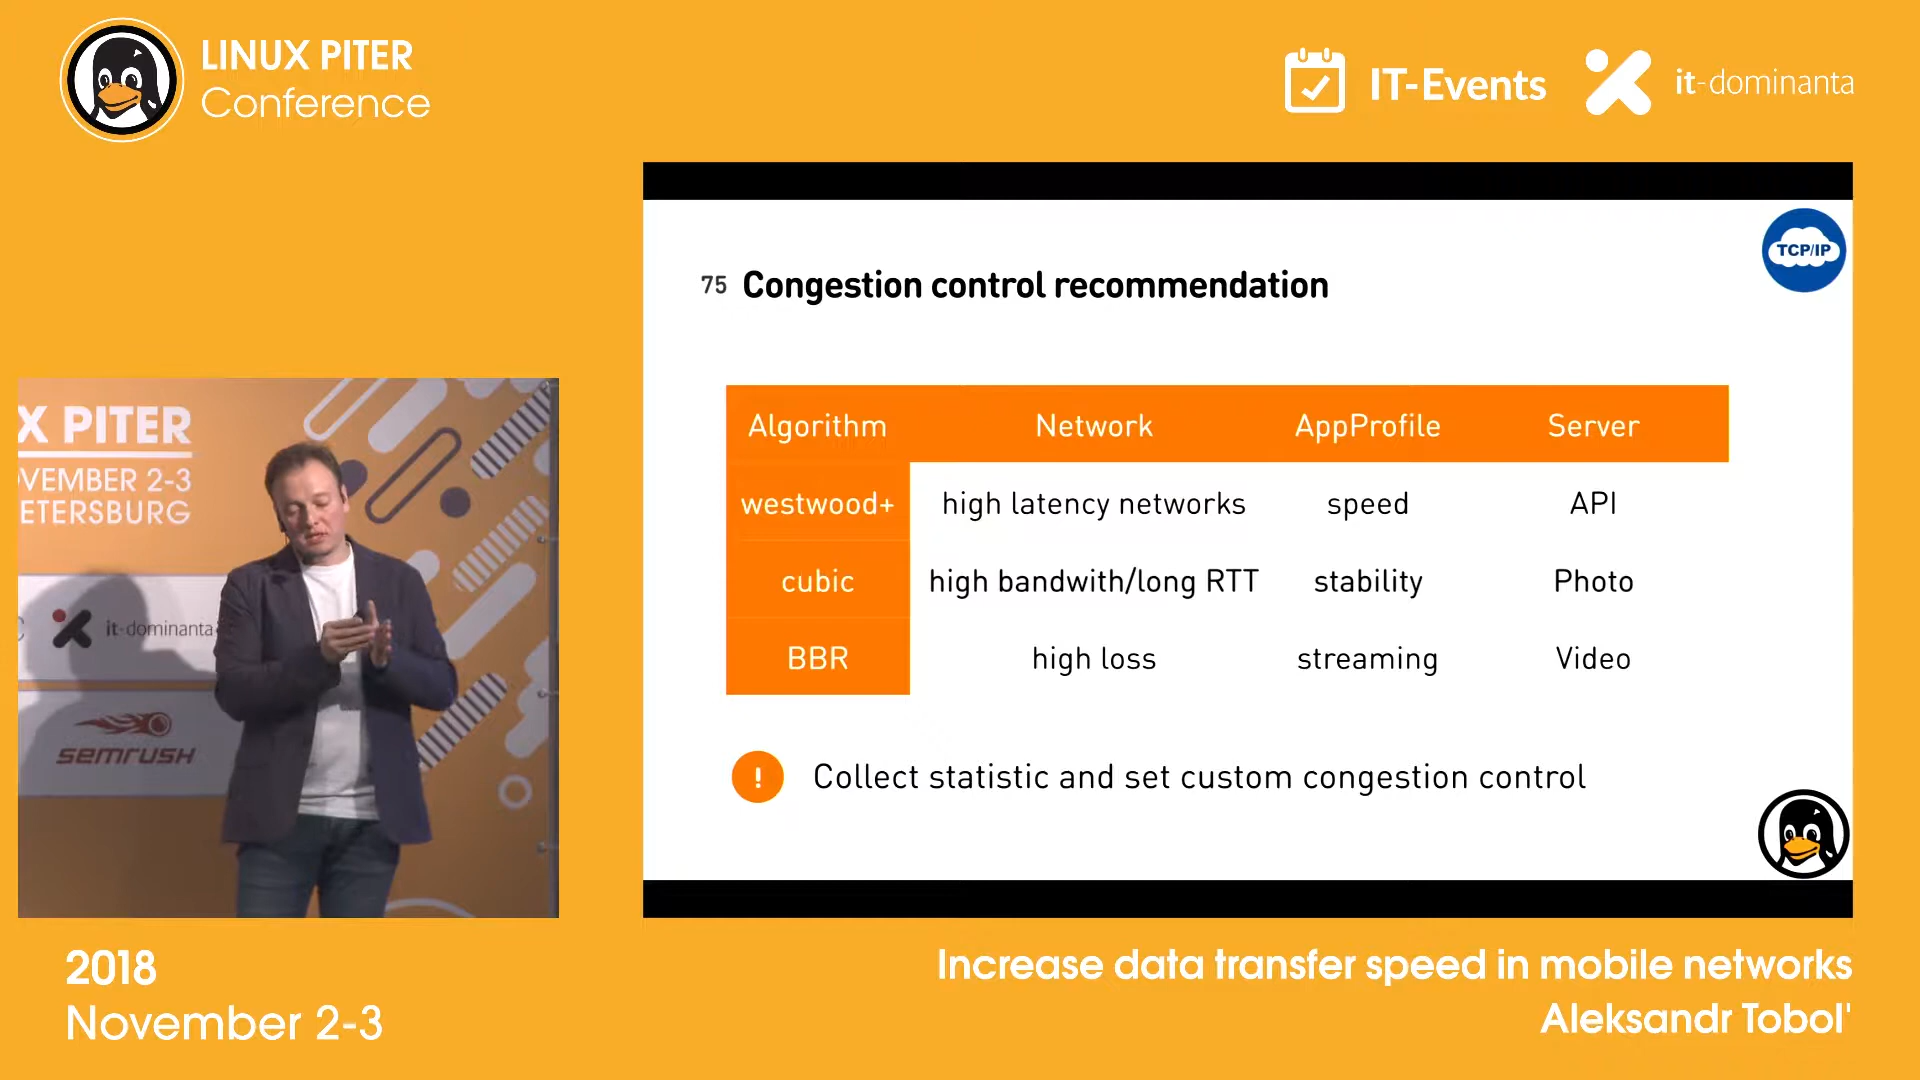 LINUX PITER
Conference
IT-Events
it-dominanta
TCP/IP
75 Congestion control recommendation
Algorithm Network AppProfile Server
westwood+ high latency networks speed API
cubic high bandwith/long RTT stability Photo
BBR high loss streaming Video
! Collect statistic and set custom congestion control
X PITER
VEMBER 2-3
ETERSBURG
it-dominanta
semrush
2018
November 2-3
Increase data transfer speed in mobile networks
Aleksandr Tobol'